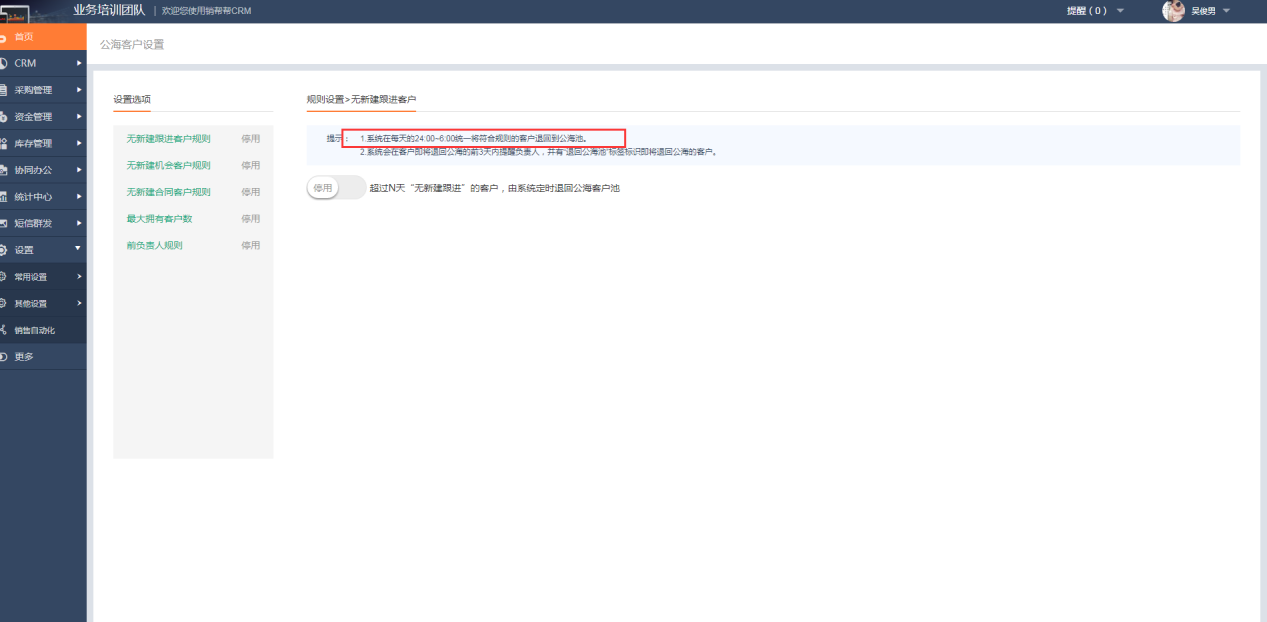 业务培训团队 | 欢迎您使用销帮帮CRM
提醒 ( 0 )
吴俊男
首页
CRM
采购管理
资金管理
库存管理
协同办公
统计中心
短信群发
设置
常用设置
其他设置
销售自动化
更多
公海客户设置
设置选项
无新建跟进客户规则 停用
无新建机会客户规则 停用
无新建合同客户规则 停用
最大拥有客户数 停用
前负责人规则 停用
规则设置>无新建跟进客户
提示： 1.系统在每天的24:00~6:00统一将符合规则的客户退回到公海池。
2.系统会在客户即将退回公海的前3天内提醒负责人，并有“退回公海池”标签标识即将退回公海的客户。
停用 超过N天“无新建跟进”的客户，由系统定时退回公海客户池